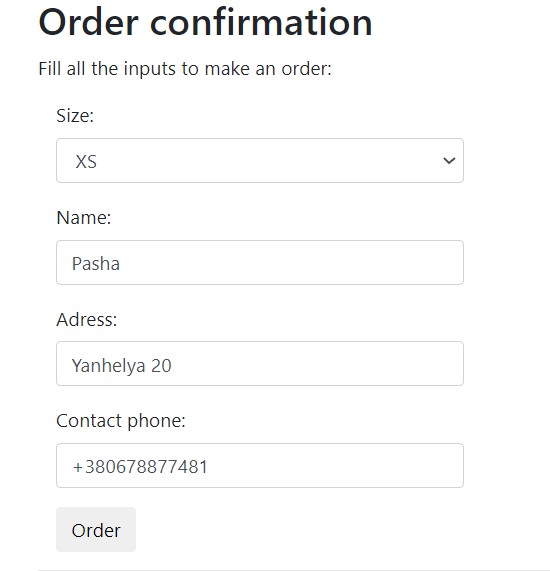 Order confirmation
Fill all the inputs to make an order:
Size:
XS
Name:
Pasha
Adress:
Yanhelya 20
Contact phone:
+380678877481
Order